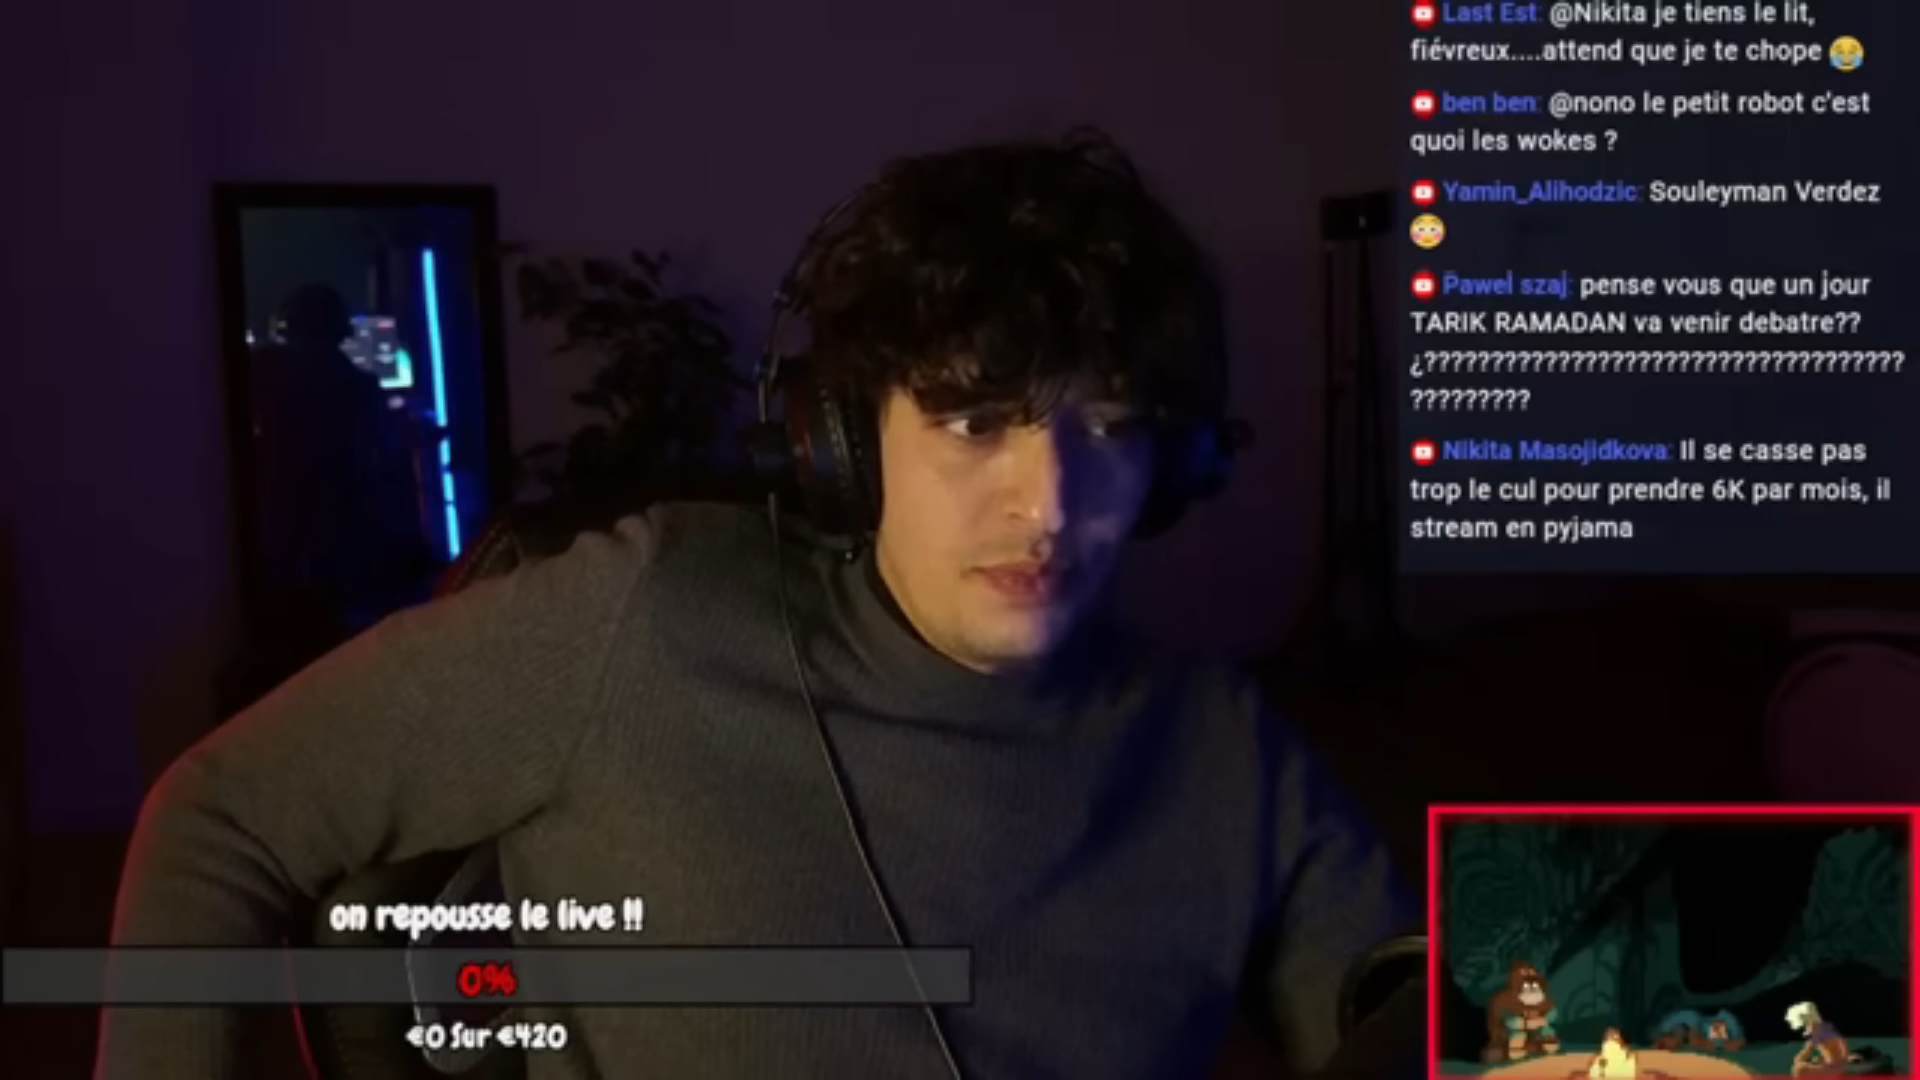 Last Est: @Nikita je tiens le lit,
fiévreux....attend que je te chope 😂
ben ben: @nono le petit robot c'est
quoi les wokes ?
Yamin_Alihodzic: Souleyman Verdez
😳
Pawel szaj: pense vous que un jour
TARIK RAMADAN va venir debatre??
¿????????????????????????????????????
?????????
Nikita Masojidkova: Il se casse pas
trop le cul pour prendre 6K par mois, il
stream en pyjama
on repousse le live !!
0%
€0 Sur €420